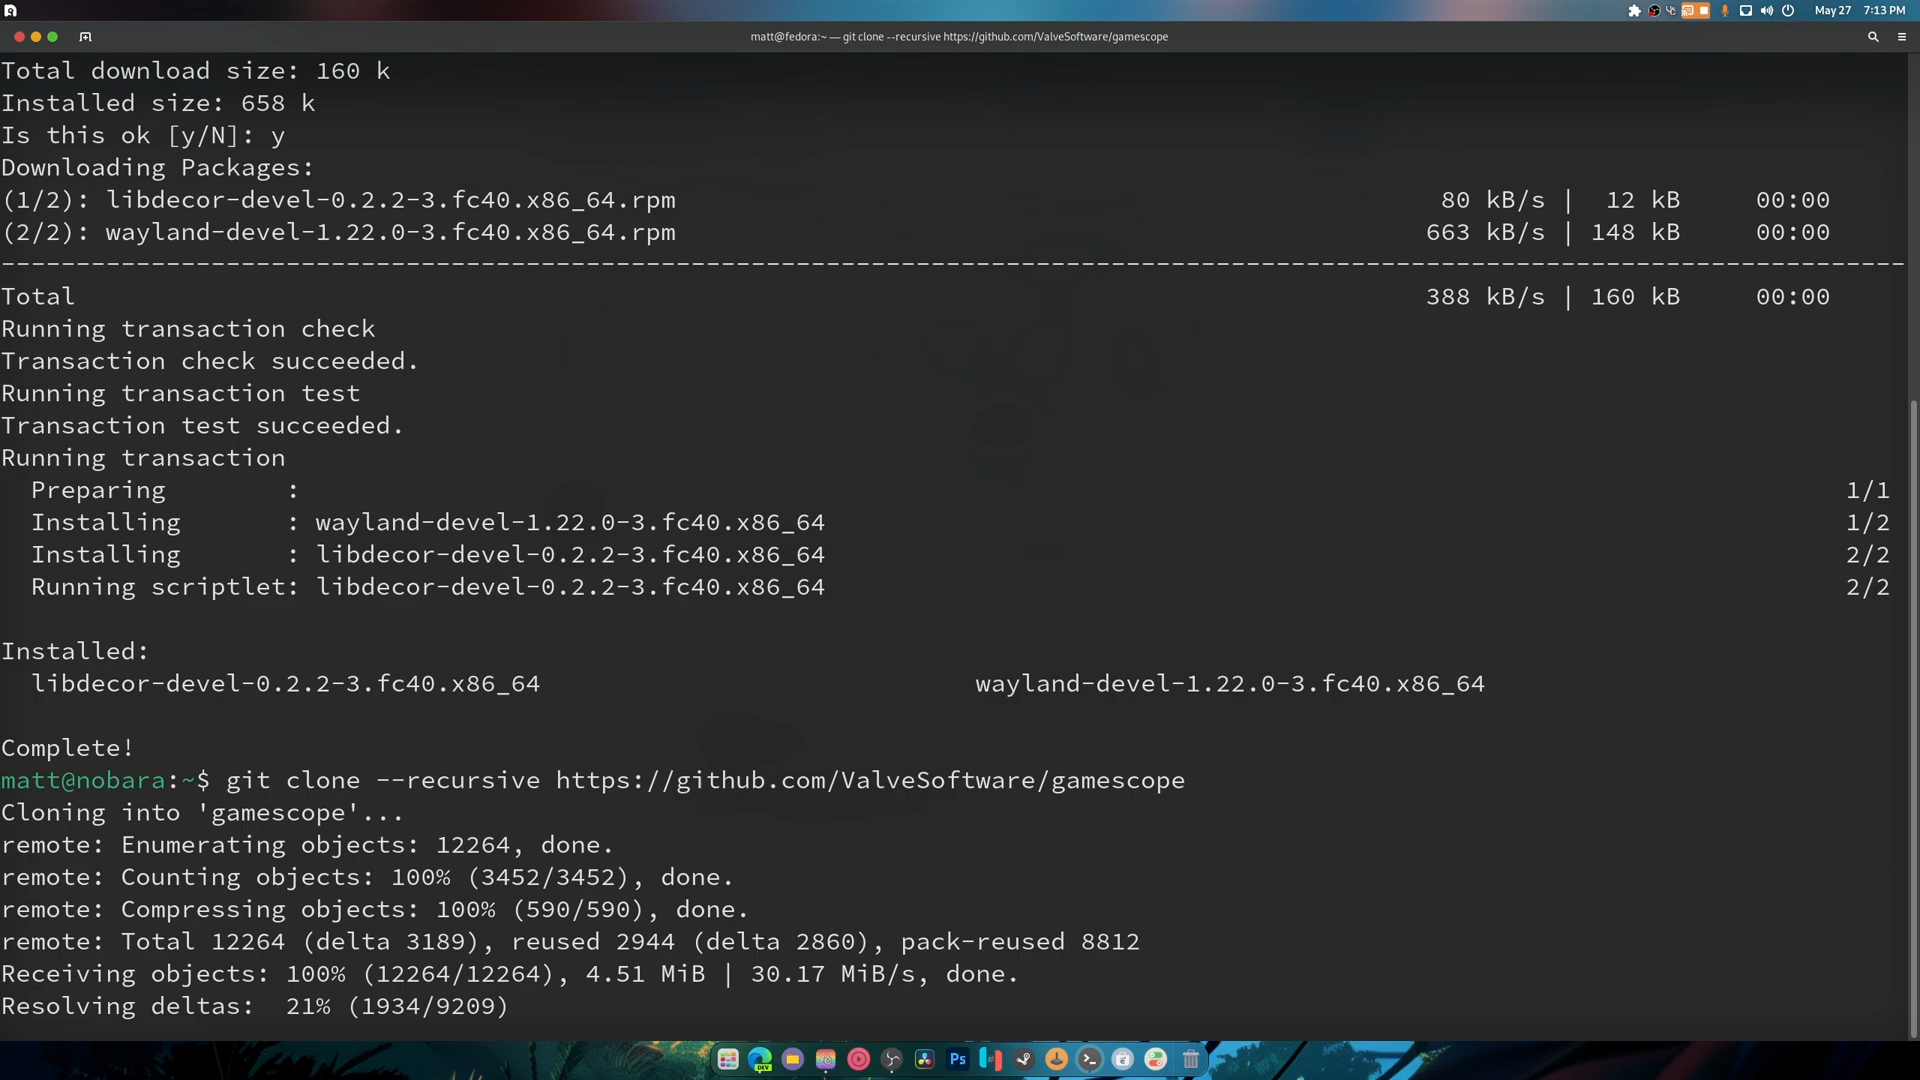 May 27 7:13 PM
matt@fedora:~ — git clone --recursive https://github.com/ValveSoftware/gamescope
Total download size: 160 k
Installed size: 658 k
Is this ok [y/N]: y
Downloading Packages:
(1/2): libdecor-devel-0.2.2-3.fc40.x86_64.rpm 80 kB/s | 12 kB 00:00
(2/2): wayland-devel-1.22.0-3.fc40.x86_64.rpm 663 kB/s | 148 kB 00:00
--------------------------------------------------------------------------------
Total 388 kB/s | 160 kB 00:00
Running transaction check
Transaction check succeeded.
Running transaction test
Transaction test succeeded.
Running transaction
Preparing : 1/1
Installing : wayland-devel-1.22.0-3.fc40.x86_64 1/2
Installing : libdecor-devel-0.2.2-3.fc40.x86_64 2/2
Running scriptlet: libdecor-devel-0.2.2-3.fc40.x86_64 2/2
Installed:
libdecor-devel-0.2.2-3.fc40.x86_64 wayland-devel-1.22.0-3.fc40.x86_64
Complete!
matt@nobara:~$ git clone --recursive https://github.com/ValveSoftware/gamescope
Cloning into 'gamescope'...
remote: Enumerating objects: 12264, done.
remote: Counting objects: 100% (3452/3452), done.
remote: Compressing objects: 100% (590/590), done.
remote: Total 12264 (delta 3189), reused 2944 (delta 2860), pack-reused 8812
Receiving objects: 100% (12264/12264), 4.51 MiB | 30.17 MiB/s, done.
Resolving deltas: 21% (1934/9209)
DEV
Ps